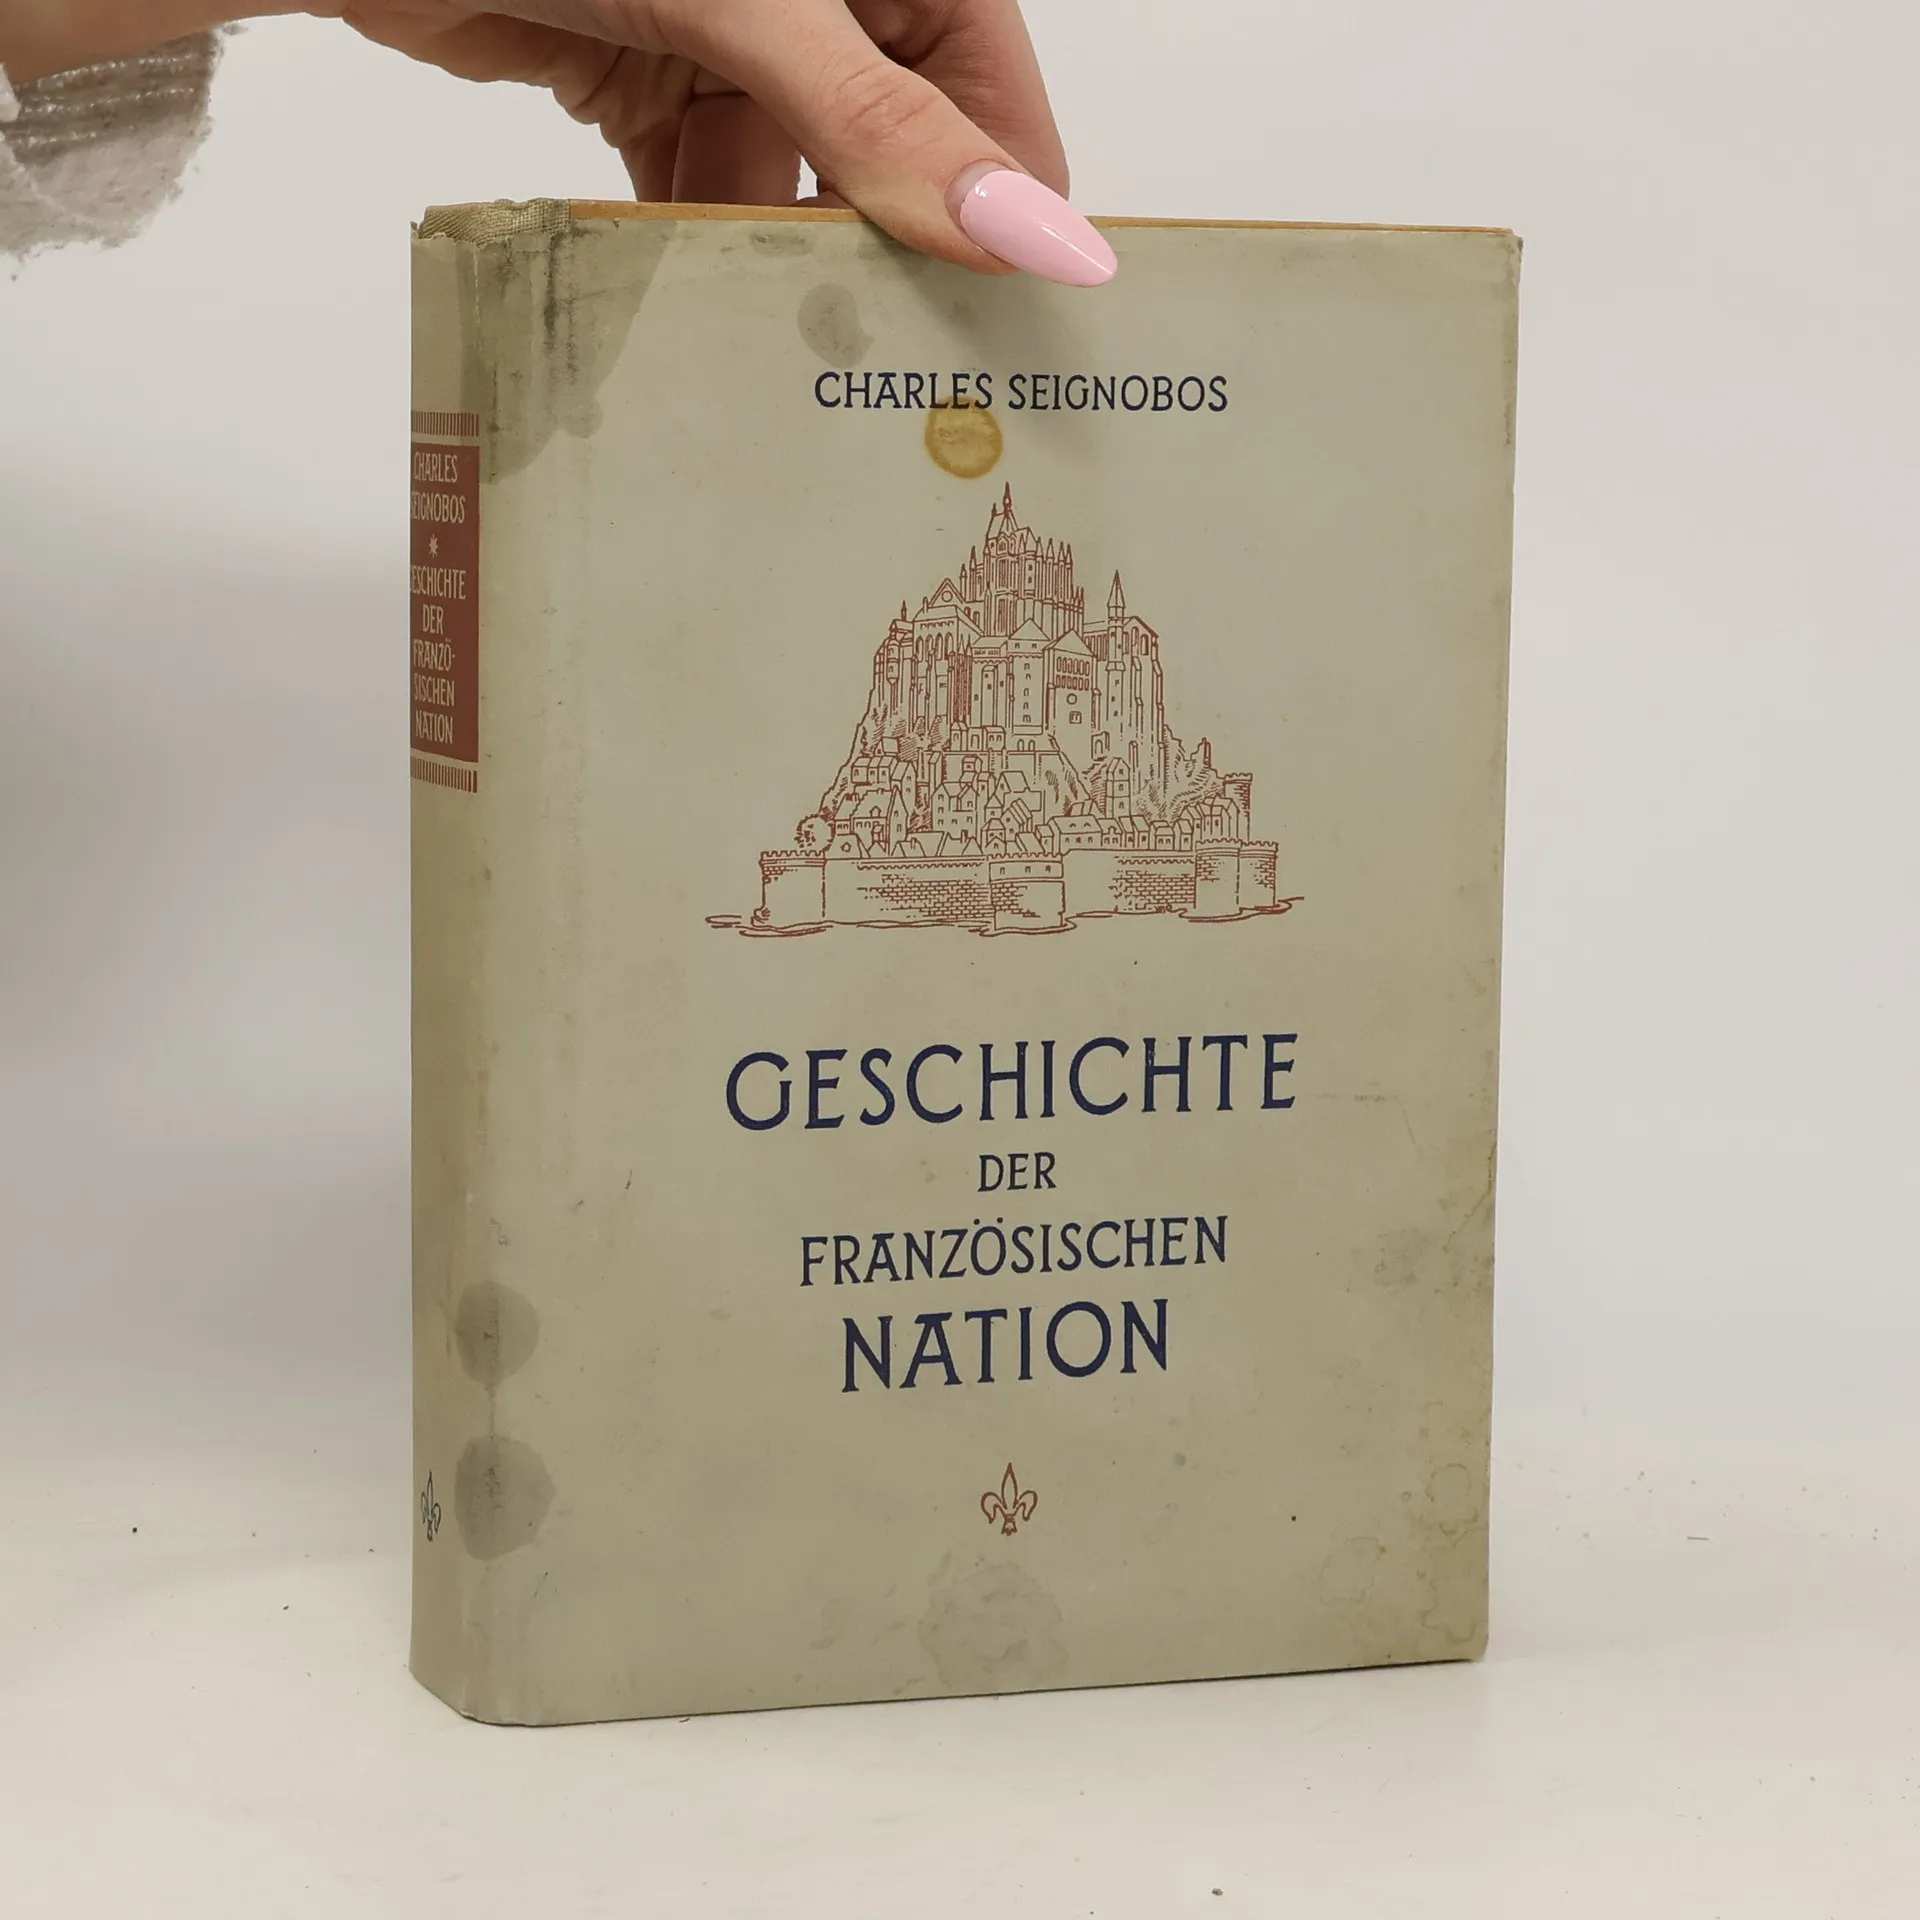 CHARLES SEIGNOBOS
GESCHICHTE
DER
FRANZÖSISCHEN
NATION
CHARLES
SEIGNOBOS
*
GESCHICHTE
DER
FRANZÖ-
SISCHEN
NATION